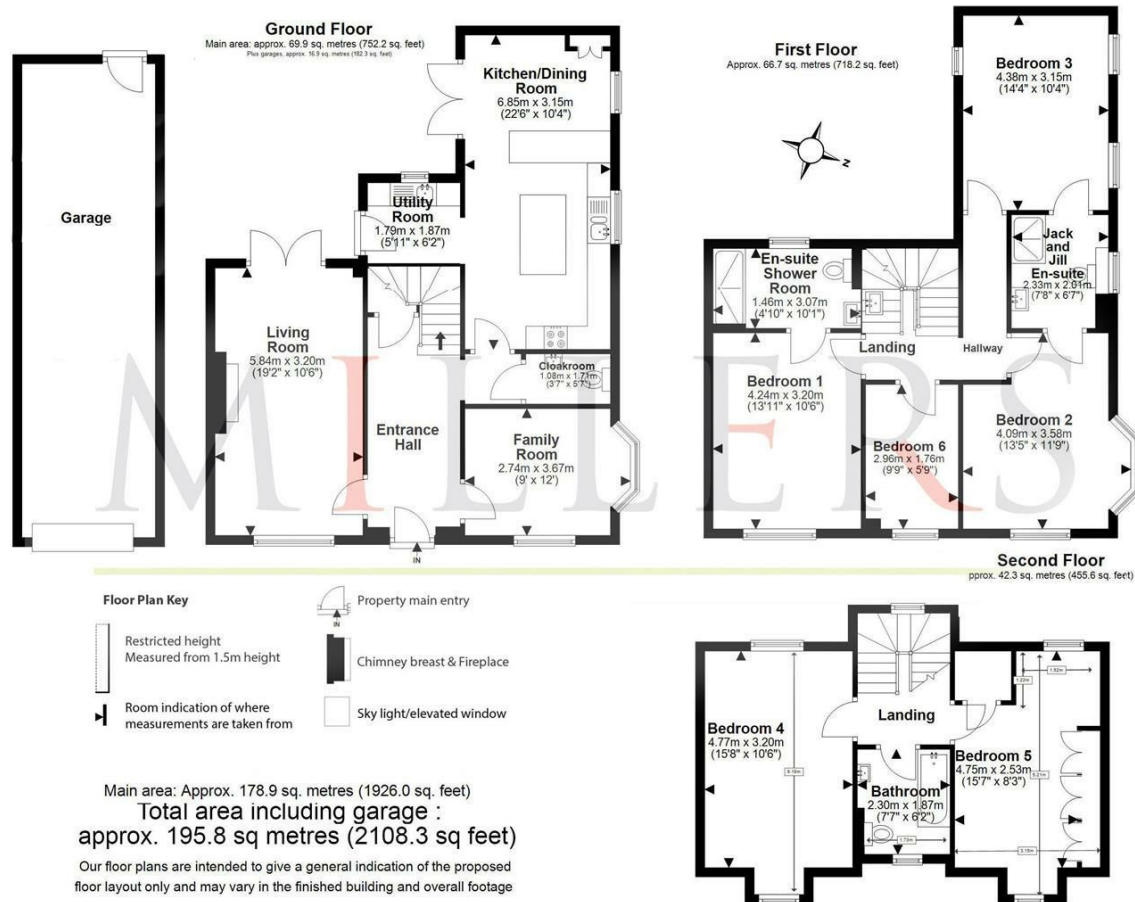 Ground Floor
Main area: approx. 69.9 sq. metres (752.2 sq. feet)
Plus garages, approx. 16.9 sq. metres (182.3 sq. feet)
Garage
Kitchen/Dining
Room
6.85m x 3.15m
(22'6" x 10'4")
Utility
Room
1.79m x 1.87m
(5'11" x 6'2")
Living
Room
5.84m x 3.20m
(19'2" x 10'6")
Cloakroom
1.08m x 1.71m
(3'7" x 5'7")
Entrance
Hall
Family
Room
2.74m x 3.67m
(9' x 12')
IN
First Floor
Approx. 66.7 sq. metres (718.2 sq. feet)
N
Bedroom 3
4.38m x 3.15m
(14'4" x 10'4")
Jack
and
Jill
En-suite
2.33m x 2.01m
(7'8" x 6'7")
En-suite
Shower
Room
1.46m x 3.07m
(4'10" x 10'1")
Landing
Hallway
Bedroom 1
4.24m x 3.20m
(13'11" x 10'6")
Bedroom 6
2.96m x 1.76m
(9'9" x 5'9")
Bedroom 2
4.09m x 3.58m
(13'5" x 11'9")
MILLERS
Second Floor
pprox. 42.3 sq. metres (455.6 sq. feet)
Bedroom 4
4.77m x 3.20m
(15'8" x 10'6")
Landing
Bathroom
2.30m x 1.87m
(7'7" x 6'2")
Bedroom 5
4.75m x 2.53m
(15'7" x 8'3")
Floor Plan Key
Restricted height
Measured from 1.5m height
Room indication of where
measurements are taken from
Property main entry
IN
Chimney breast & Fireplace
Sky light/elevated window
Main area: Approx. 178.9 sq. metres (1926.0 sq. feet)
Total area including garage :
approx. 195.8 sq metres (2108.3 sq feet)
Our floor plans are intended to give a general indication of the proposed
floor layout only and may vary in the finished building and overall footage